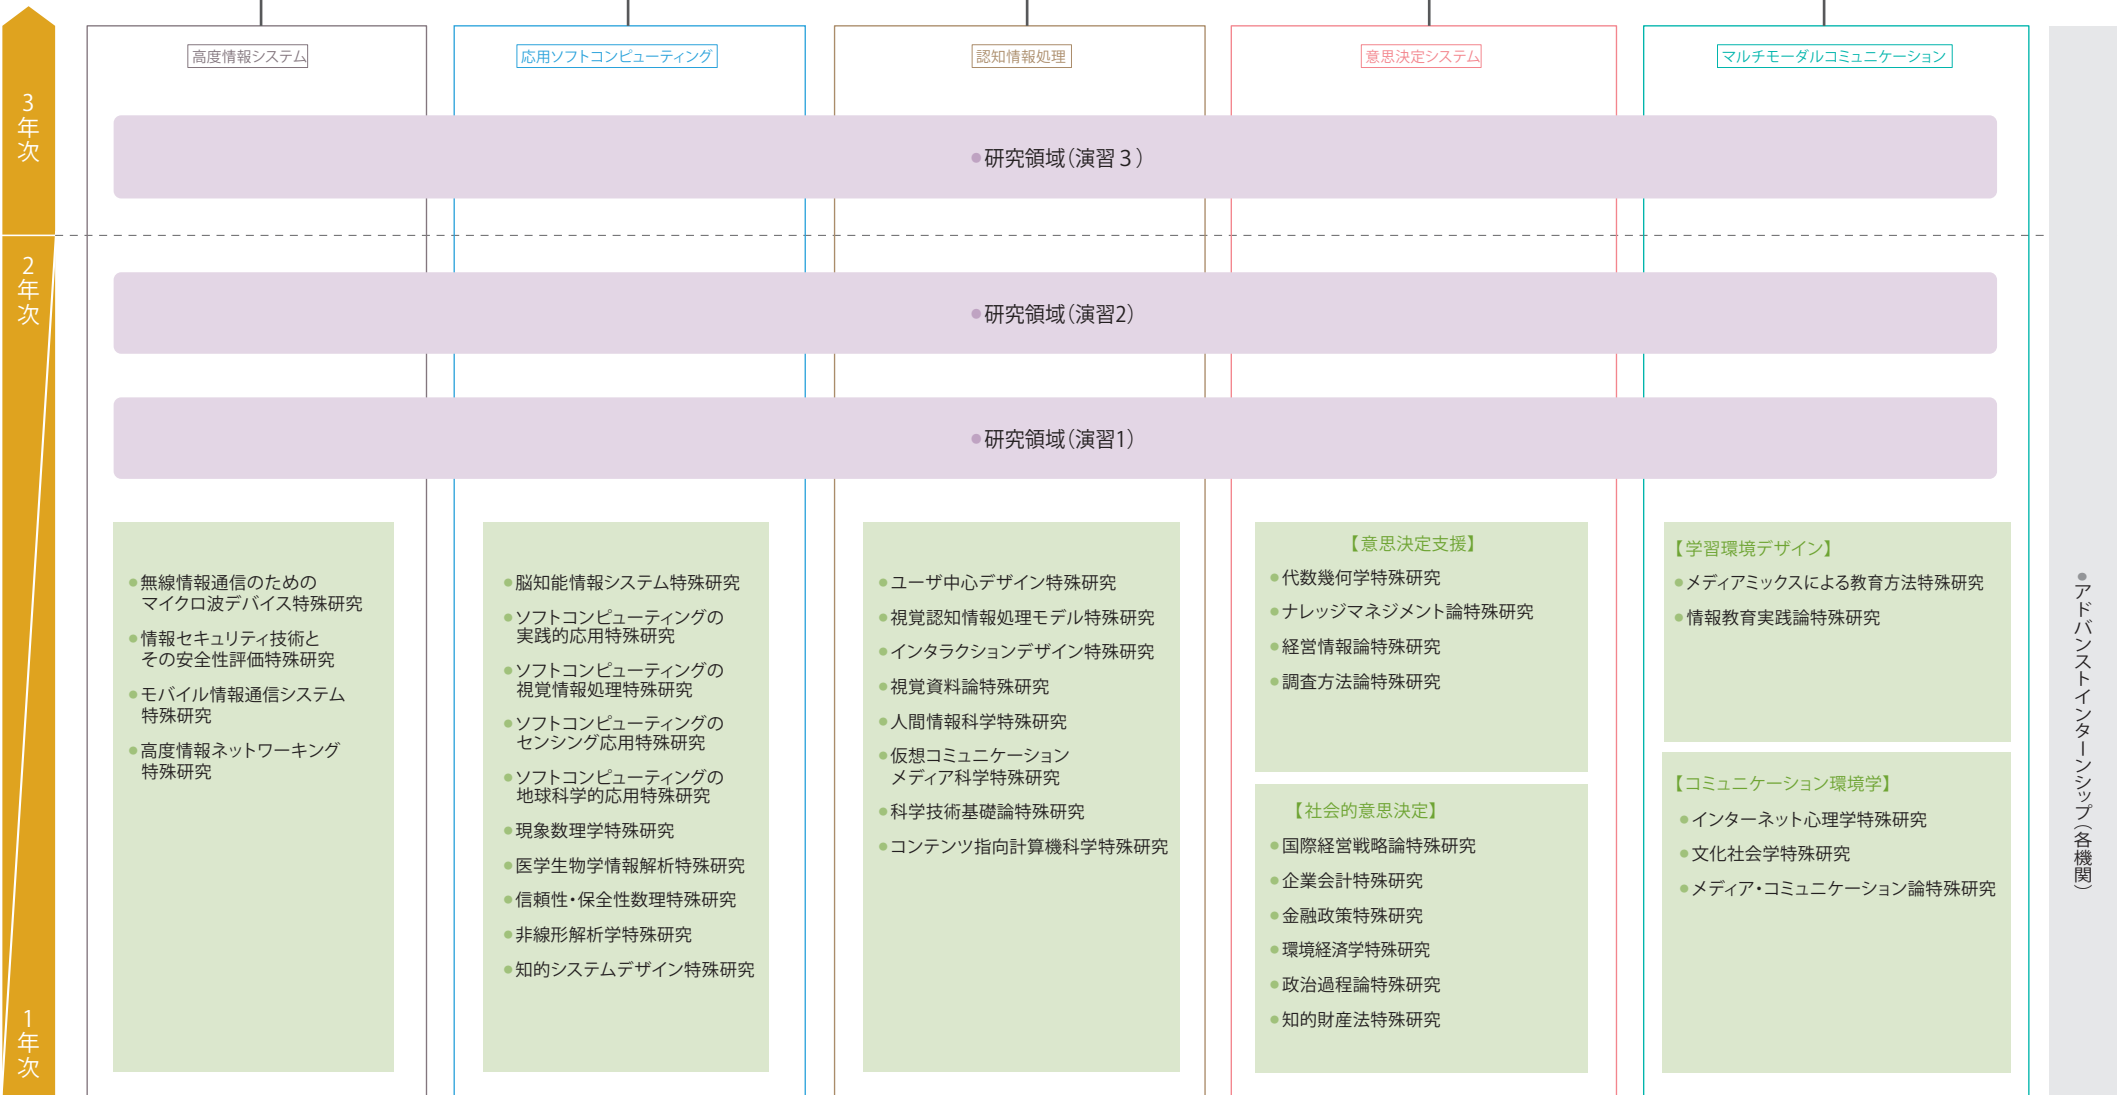 高度情報システム
応用ソフトコンピューティング
認知情報処理
意思決定システム
マルチモーダルコミュニケーション
3年次
●研究領域（演習３）
2年次
●研究領域（演習2）
●研究領域（演習1）
1年次
●無線情報通信のための
マイクロ波デバイス特殊研究
●情報セキュリティ技術と
その安全性評価特殊研究
●モバイル情報通信システム
特殊研究
●高度情報ネットワーキング
特殊研究
●脳知能情報システム特殊研究
●ソフトコンピューティングの
実践的応用特殊研究
●ソフトコンピューティングの
視覚情報処理特殊研究
●ソフトコンピューティングの
センシング応用特殊研究
●ソフトコンピューティングの
地球科学的応用特殊研究
●現象数理学特殊研究
●医学生物学情報解析特殊研究
●信頼性・保全性数理特殊研究
●非線形解析学特殊研究
●知的システムデザイン特殊研究
●ユーザ中心デザイン特殊研究
●視覚認知情報処理モデル特殊研究
●インタラクションデザイン特殊研究
●視覚資料論特殊研究
●人間情報科学特殊研究
●仮想コミュニケーション
メディア科学特殊研究
●科学技術基礎論特殊研究
●コンテンツ指向計算機科学特殊研究
【意思決定支援】
●代数幾何学特殊研究
●ナレッジマネジメント論特殊研究
●経営情報論特殊研究
●調査方法論特殊研究
【社会的意思決定】
●国際経営戦略論特殊研究
●企業会計特殊研究
●金融政策特殊研究
●環境経済学特殊研究
●政治過程論特殊研究
●知的財産法特殊研究
【学習環境デザイン】
●メディアミックスによる教育方法特殊研究
●情報教育実践論特殊研究
【コミュニケーション環境学】
●インターネット心理学特殊研究
●文化社会学特殊研究
●メディア・コミュニケーション論特殊研究
●アドバンストインターンシップ（各機関）